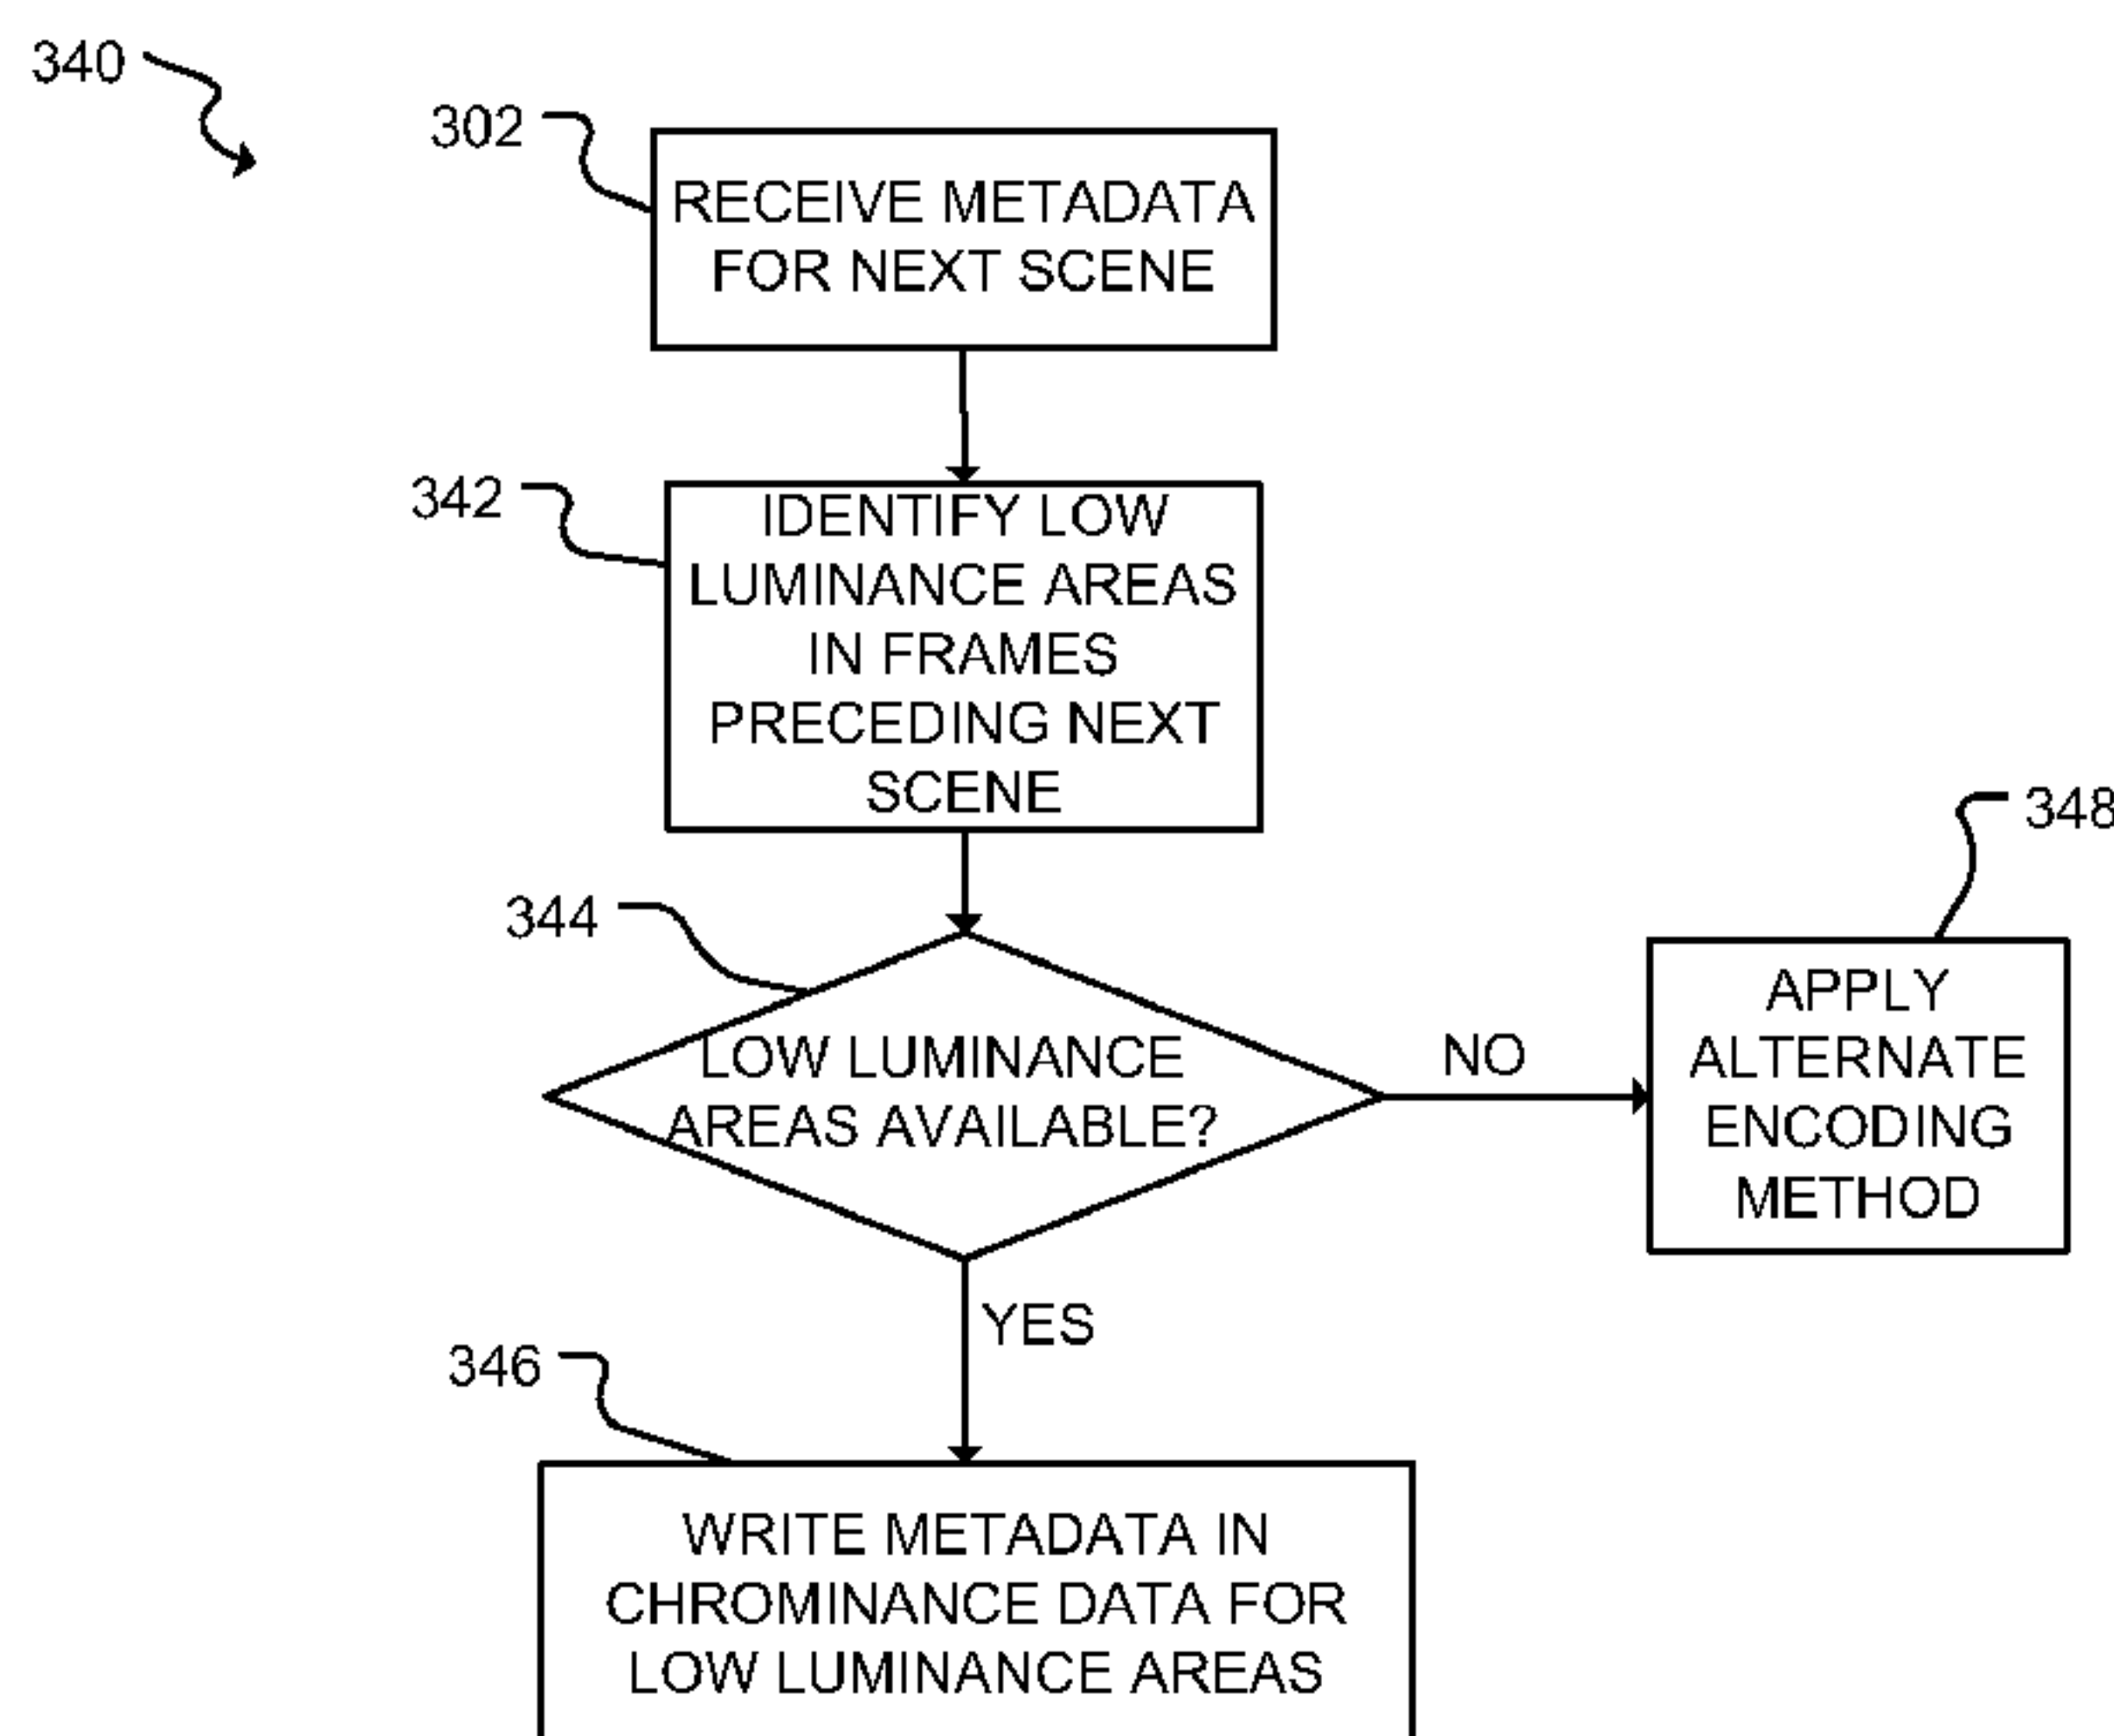 340
302
RECEIVE METADATA
FOR NEXT SCENE
342
IDENTIFY LOW
LUMINANCE AREAS
IN FRAMES
PRECEDING NEXT
SCENE
348
344
LOW LUMINANCE
AREAS AVAILABLE?
NO
APPLY
ALTERNATE
ENCODING
METHOD
YES
346
WRITE METADATA IN
CHROMINANCE DATA FOR
LOW LUMINANCE AREAS